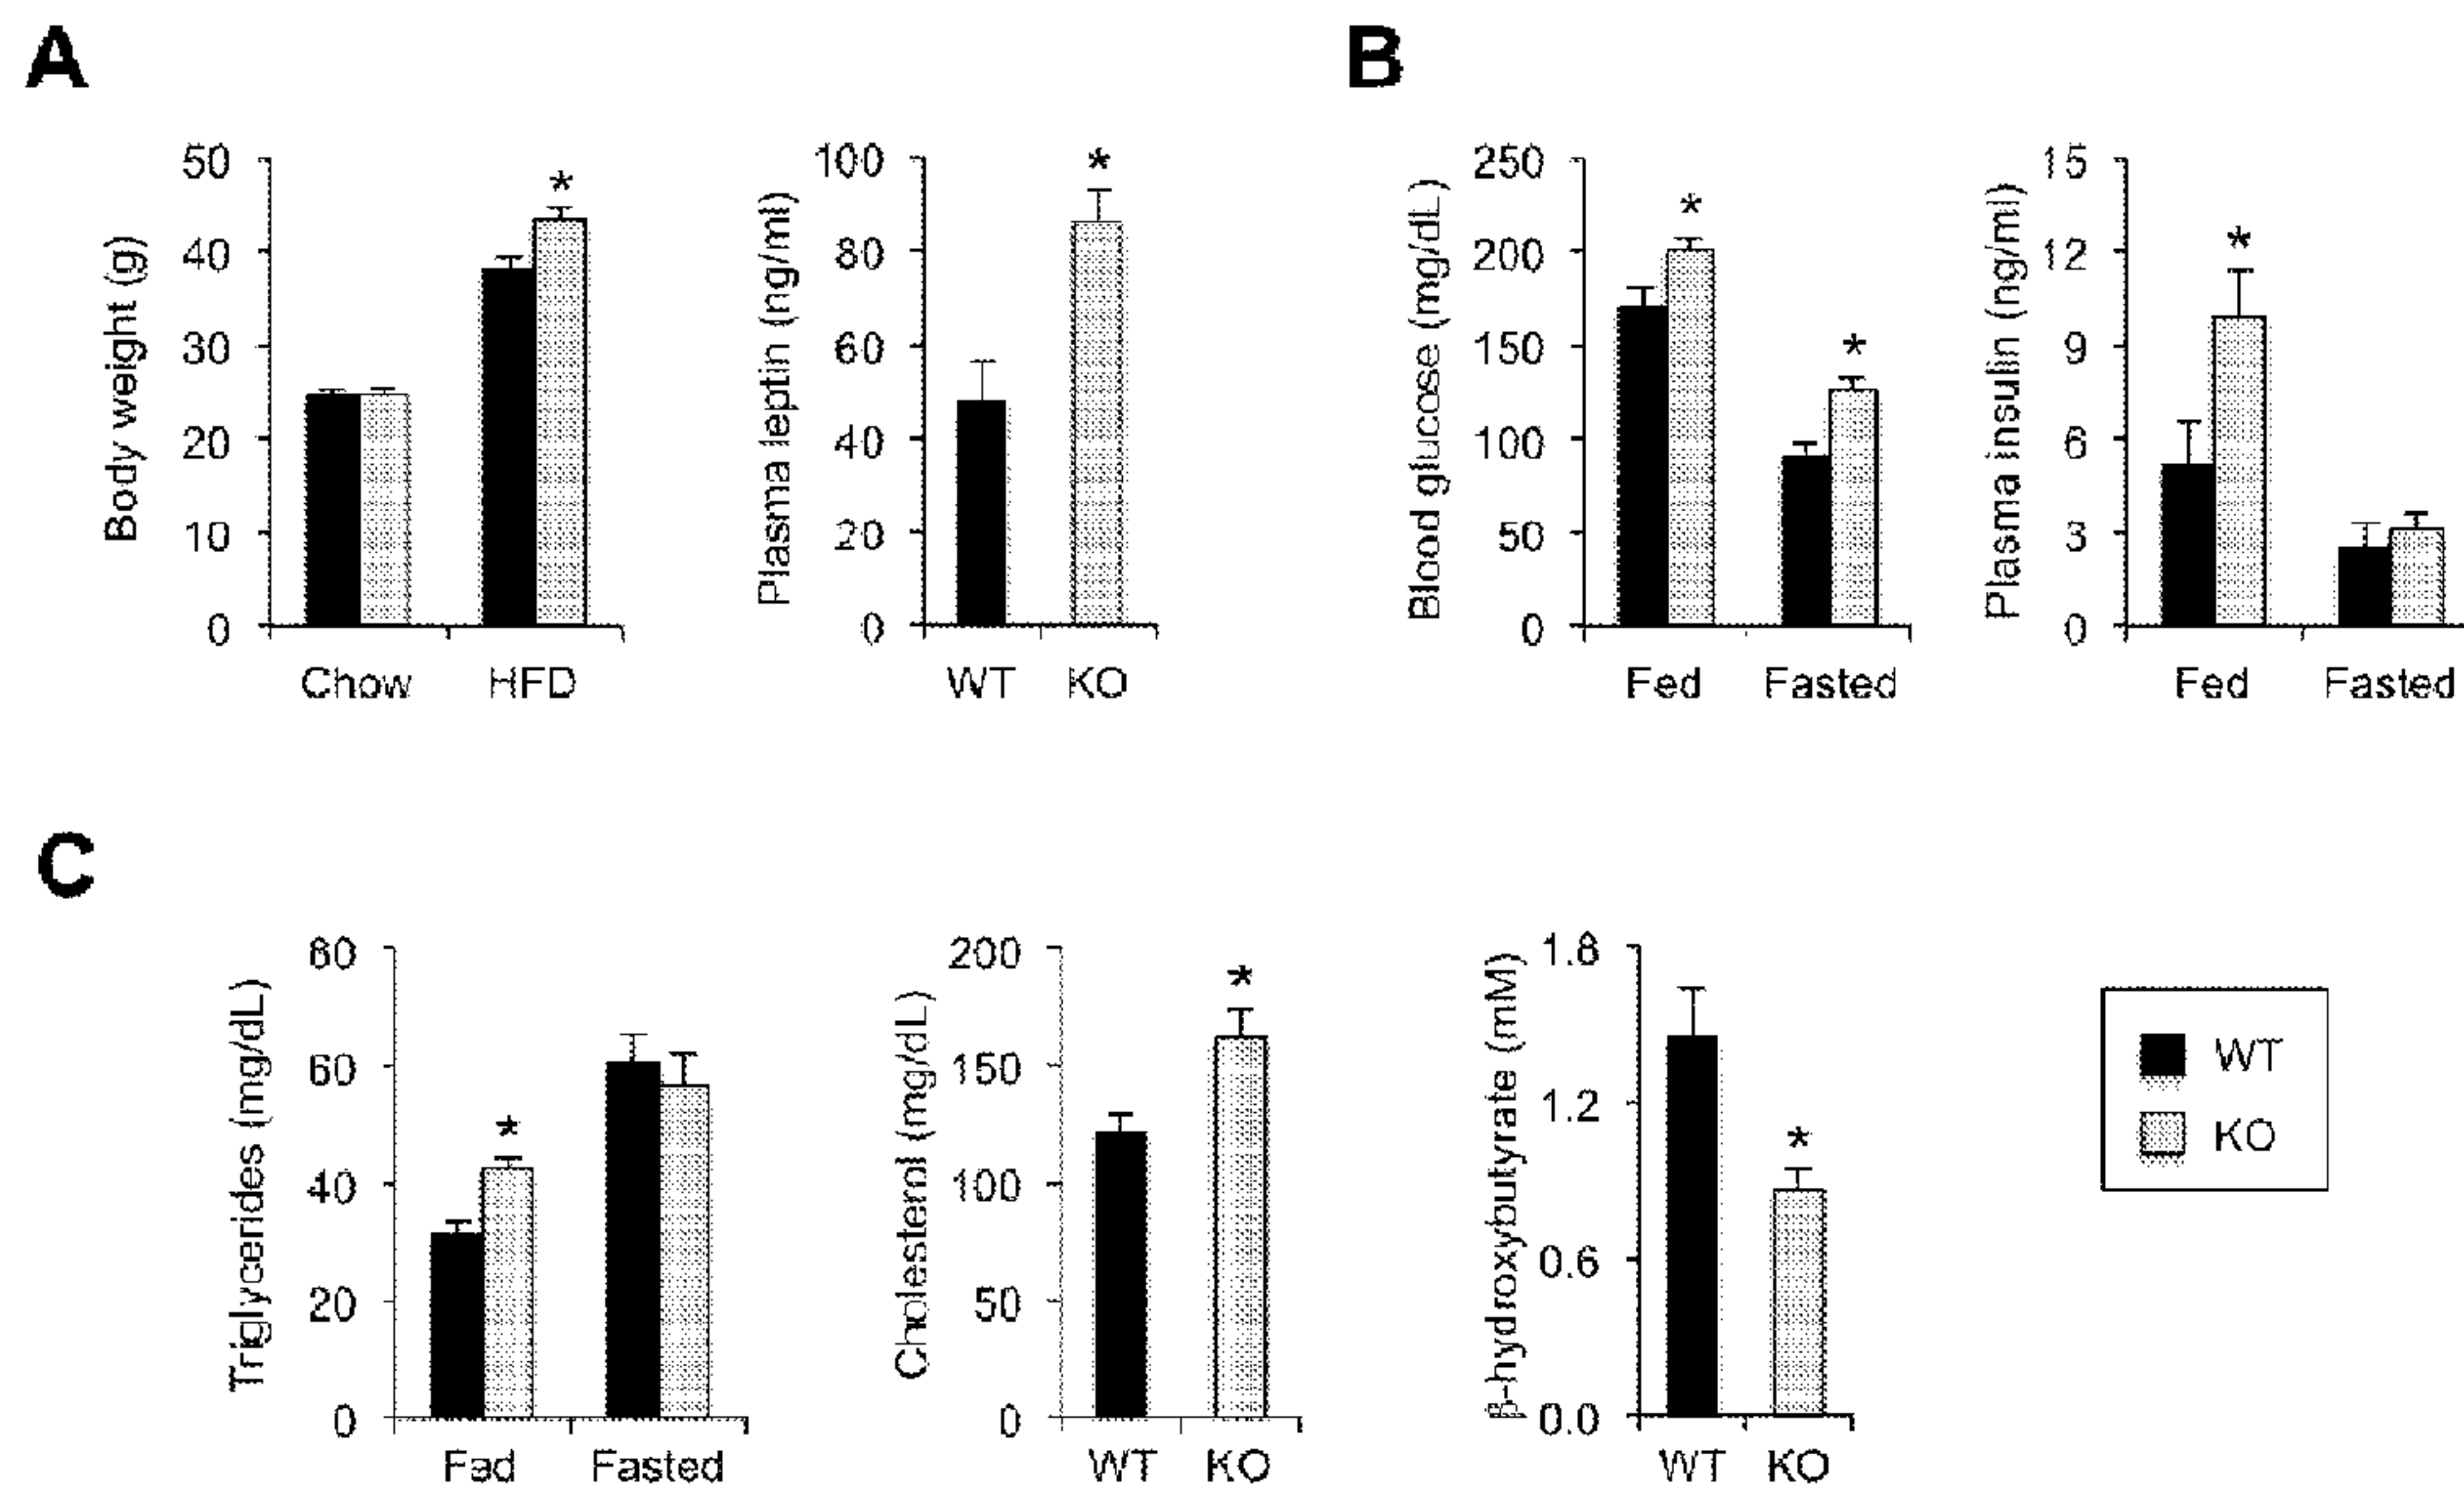 A
B
Body weight (g)
50
40
30
20
10
0
*
Chow HFD
Plasma leptin (ng/ml)
100
80
60
40
20
0
*
WT KO
Blood glucose (mg/dL)
250
200
150
100
50
0
*
*
Fed Fasted
Plasma insulin (ng/ml)
15
12
9
6
3
0
*
Fed Fasted
C
Triglycerides (mg/dL)
80
60
40
20
0
*
Fed Fasted
Cholesterol (mg/dL)
200
150
100
50
0
*
WT KO
β-hydroxybutyrate (mM)
1.8
1.2
0.6
0.0
*
WT KO
WT
KO